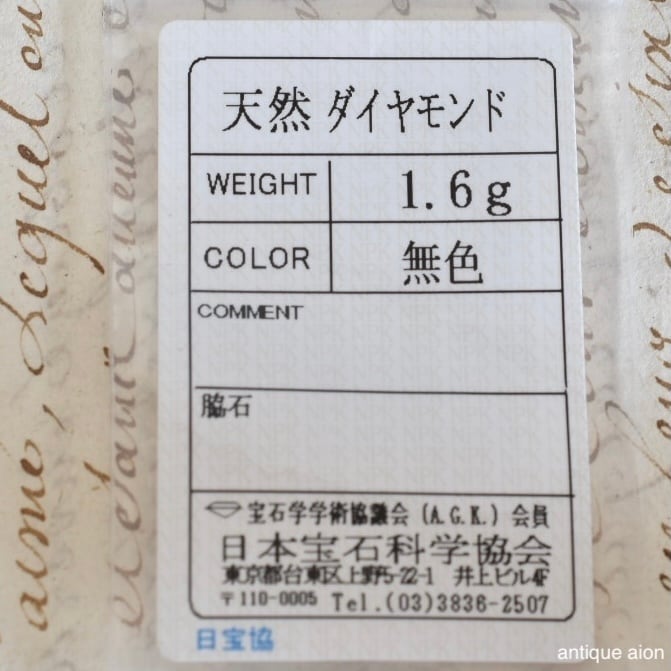 天然 ダイヤモンド
WEIGHT 1.6g
COLOR 無色
COMMENT
脇石
宝石学学術協議会 (A.G.K.) 会員
日本宝石科学協会
東京都台東区上野5-22-1 井上ビル4F
〒110-0005 Tel.(03)3836-2507
日宝協
antique aion